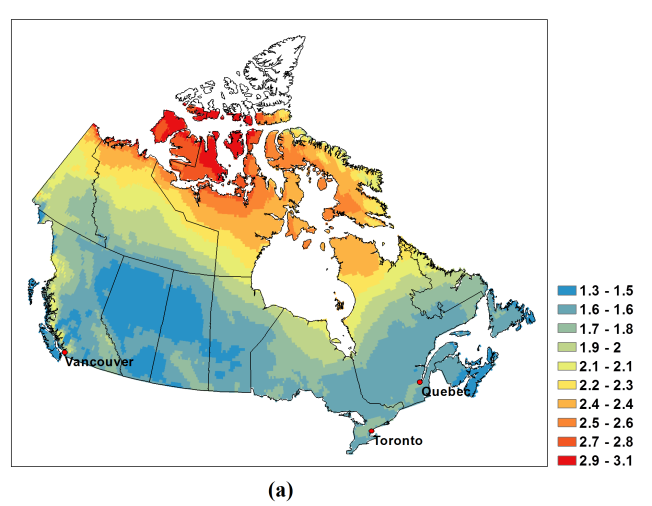 Vancouver
Quebec
Toronto
1.3 - 1.5
1.6 - 1.6
1.7 - 1.8
1.9 - 2
2.1 - 2.1
2.2 - 2.3
2.4 - 2.4
2.5 - 2.6
2.7 - 2.8
2.9 - 3.1
(a)